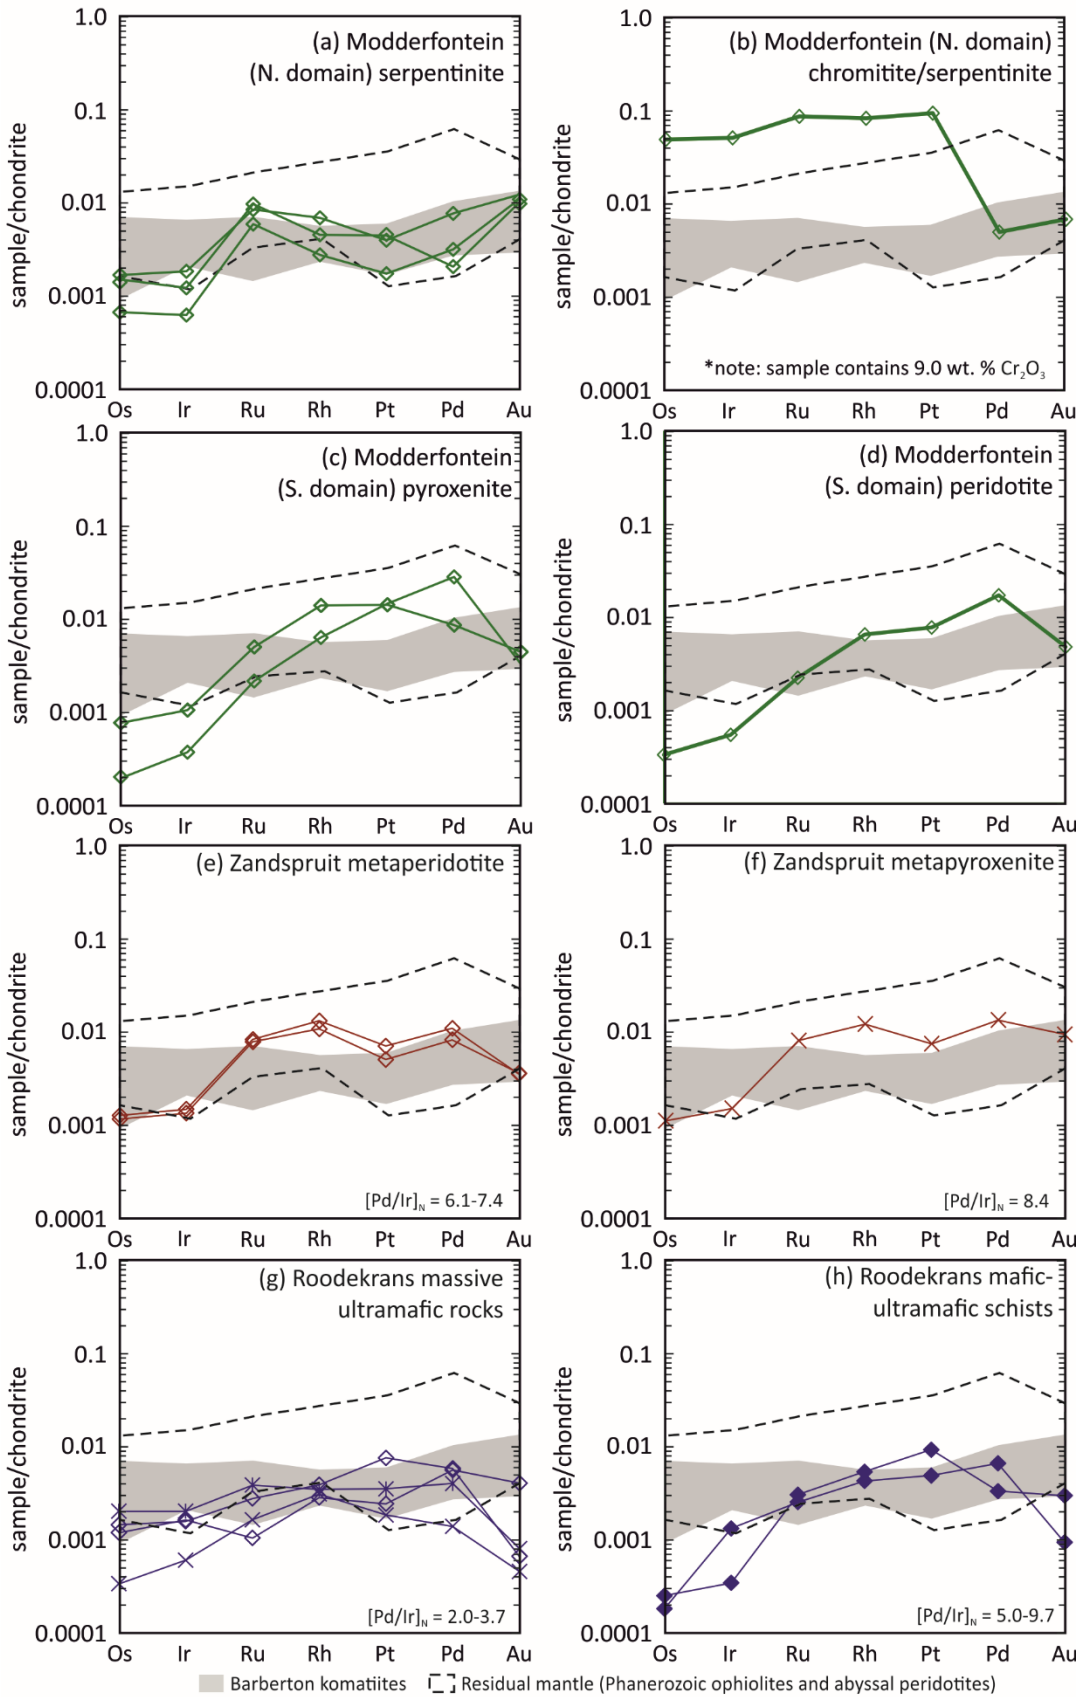 (a) Modderfontein
(N. domain) serpentinite
1.0
0.1
0.01
0.001
0.0001
sample/chondrite
Os Ir Ru Rh Pt Pd Au
(b) Modderfontein (N. domain)
chromitite/serpentinite
1.0
0.1
0.01
0.001
0.0001
sample/chondrite
*note: sample contains 9.0 wt. % Cr₂O₃
Os Ir Ru Rh Pt Pd Au
(c) Modderfontein
(S. domain) pyroxenite
1.0
0.1
0.01
0.001
0.0001
sample/chondrite
Os Ir Ru Rh Pt Pd Au
(d) Modderfontein
(S. domain) peridotite
1.0
0.1
0.01
0.001
0.0001
sample/chondrite
Os Ir Ru Rh Pt Pd Au
(e) Zandspruit metaperidotite
1.0
0.1
0.01
0.001
0.0001
sample/chondrite
[Pd/Ir]N = 6.1-7.4
Os Ir Ru Rh Pt Pd Au
(f) Zandspruit metapyroxenite
1.0
0.1
0.01
0.001
0.0001
sample/chondrite
[Pd/Ir]N = 8.4
Os Ir Ru Rh Pt Pd Au
(g) Roodekrans massive
ultramafic rocks
1.0
0.1
0.01
0.001
0.0001
sample/chondrite
[Pd/Ir]N = 2.0-3.7
Os Ir Ru Rh Pt Pd Au
(h) Roodekrans mafic-
ultramafic schists
1.0
0.1
0.01
0.001
0.0001
sample/chondrite
[Pd/Ir]N = 5.0-9.7
Os Ir Ru Rh Pt Pd Au
Barberton komatiites
Residual mantle (Phanerozoic ophiolites and abyssal peridotites)